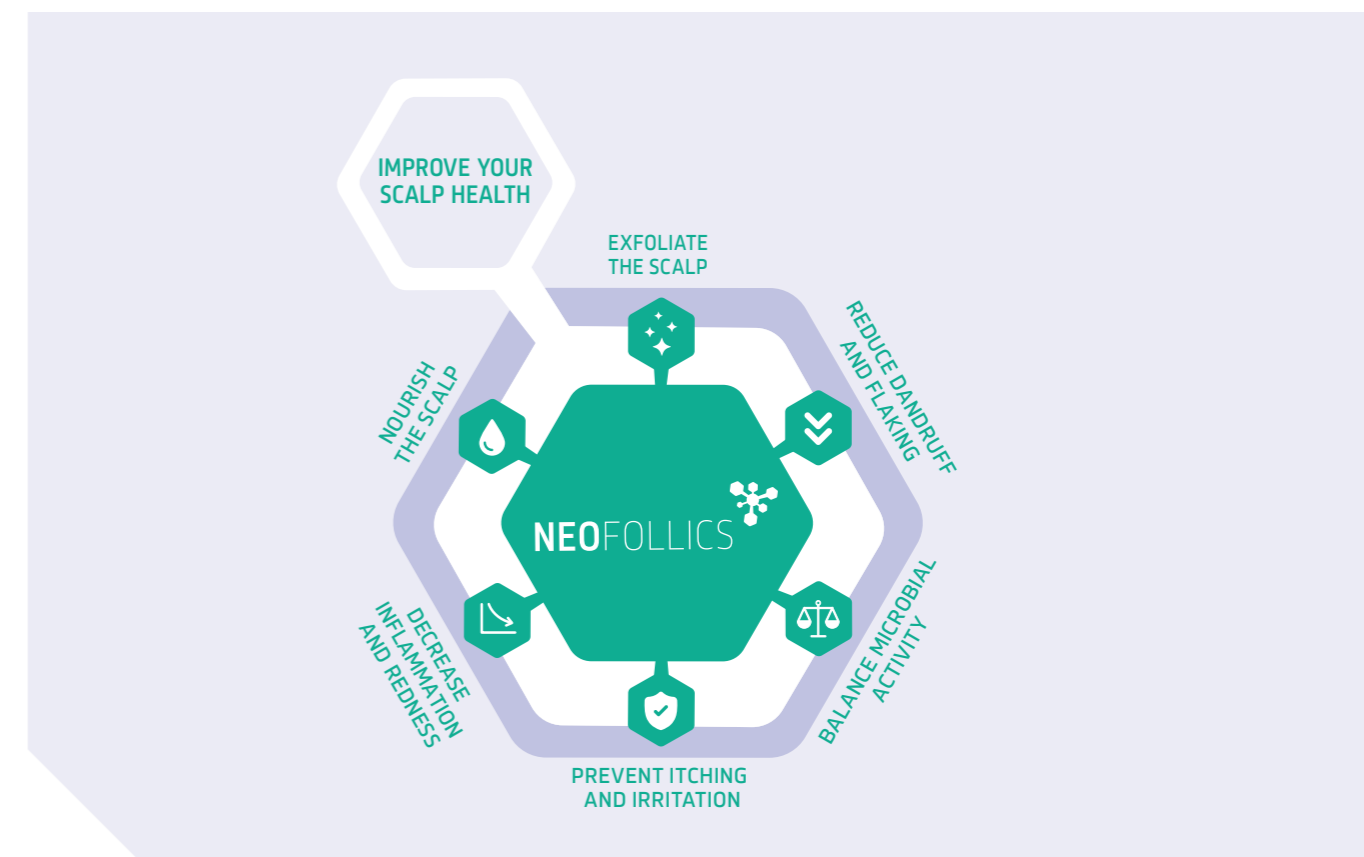 IMPROVE YOUR
SCALP HEALTH
EXFOLIATE
THE SCALP
REDUCE DANDRUFF
AND FLAKING
BALANCE MICROBIAL
ACTIVITY
PREVENT ITCHING
AND IRRITATION
DECREASE
INFLAMMATION
AND REDNESS
NOURISH
THE SCALP
NEOFOLLICS